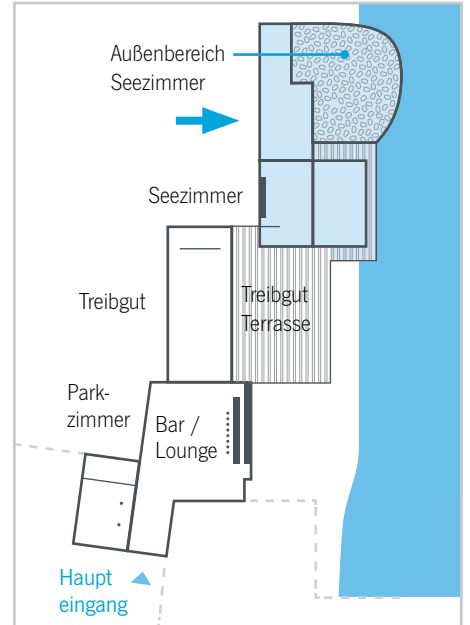 Außenbereich
Seezimmer
Seezimmer
Treibgut
Treibgut
Terrasse
Park-
zimmer
Bar /
Lounge
Haupt
eingang